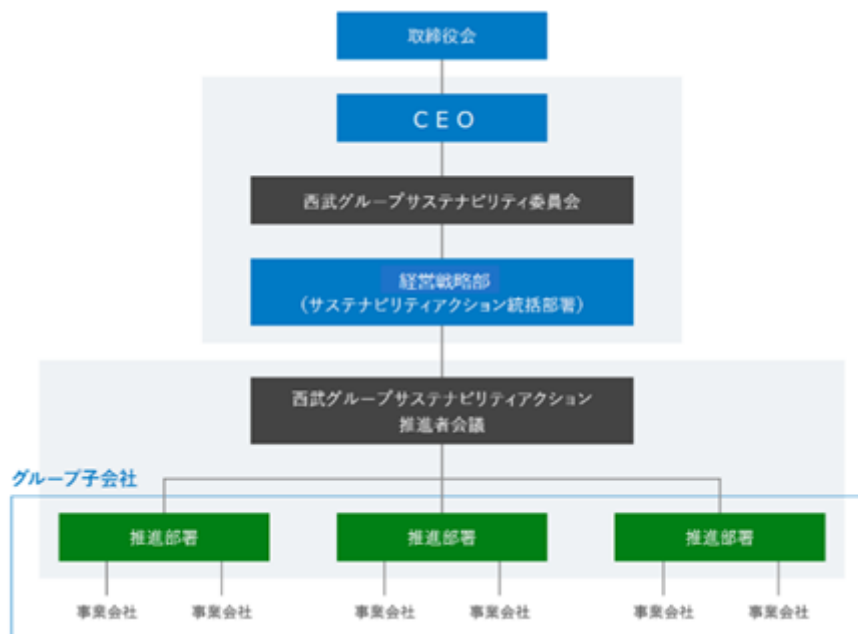 取締役会
CEO
西武グループサステナビリティ委員会
経営戦略部
(サステナビリティアクション統括部署)
西武グループサステナビリティアクション
推進者会議
グループ子会社
推進部署 推進部署 推進部署
事業会社 事業会社 事業会社 事業会社 事業会社 事業会社